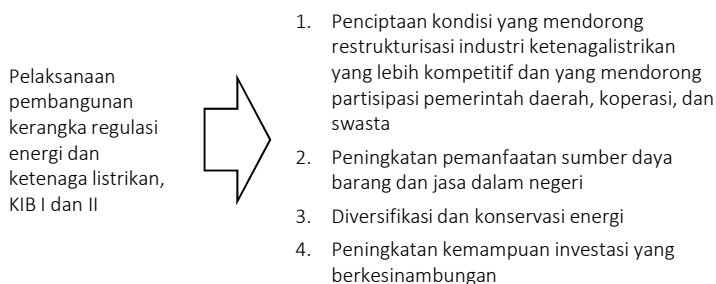 Pelaksanaan
pembangunan
kerangka regulasi
energi dan
ketenaga listrikan,
KIB I dan II
1. Penciptaan kondisi yang mendorong
restrukturisasi industri ketenagalistrikan
yang lebih kompetitif dan yang mendorong
partisipasi pemerintah daerah, koperasi, dan
swasta
2. Peningkatan pemanfaatan sumber daya
barang dan jasa dalam negeri
3. Diversifikasi dan konservasi energi
4. Peningkatan kemampuan investasi yang
berkesinambungan